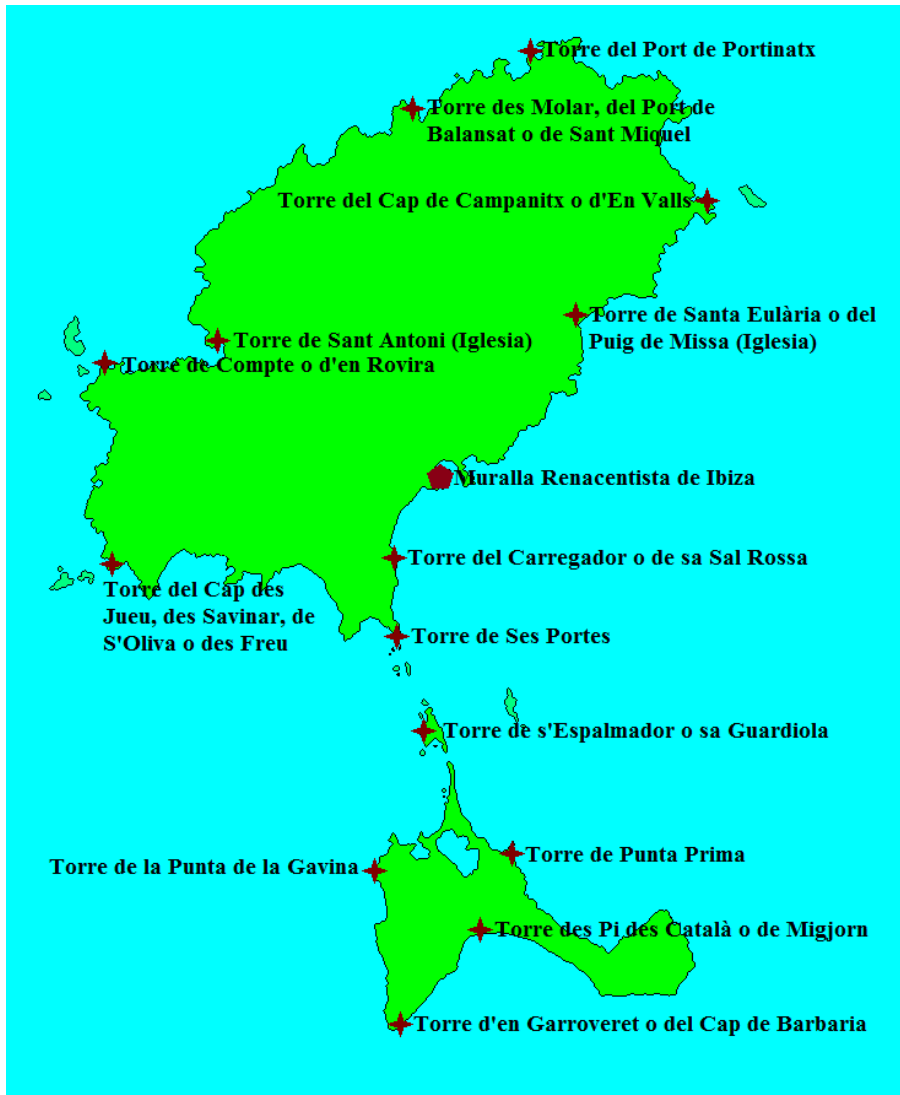 Torre del Port de Portinatx
Torre des Molar, del Port de
Balansat o de Sant Miquel
Torre del Cap de Campanitx o d'En Valls
Torre de Santa Eulària o del
Puig de Missa (Iglesia)
Torre de Sant Antoni (Iglesia)
Torre de Compte o d'en Rovira
Muralla Renacentista de Ibiza
Torre del Carregador o de sa Sal Rossa
Torre del Cap des
Jueu, des Savinar, de
S'Oliva o des Freu
Torre de Ses Portes
Torre de s'Espalmador o sa Guardiola
Torre de Punta Prima
Torre de la Punta de la Gavina
Torre des Pi des Català o de Migjorn
Torre d'en Garroveret o del Cap de Barbaria